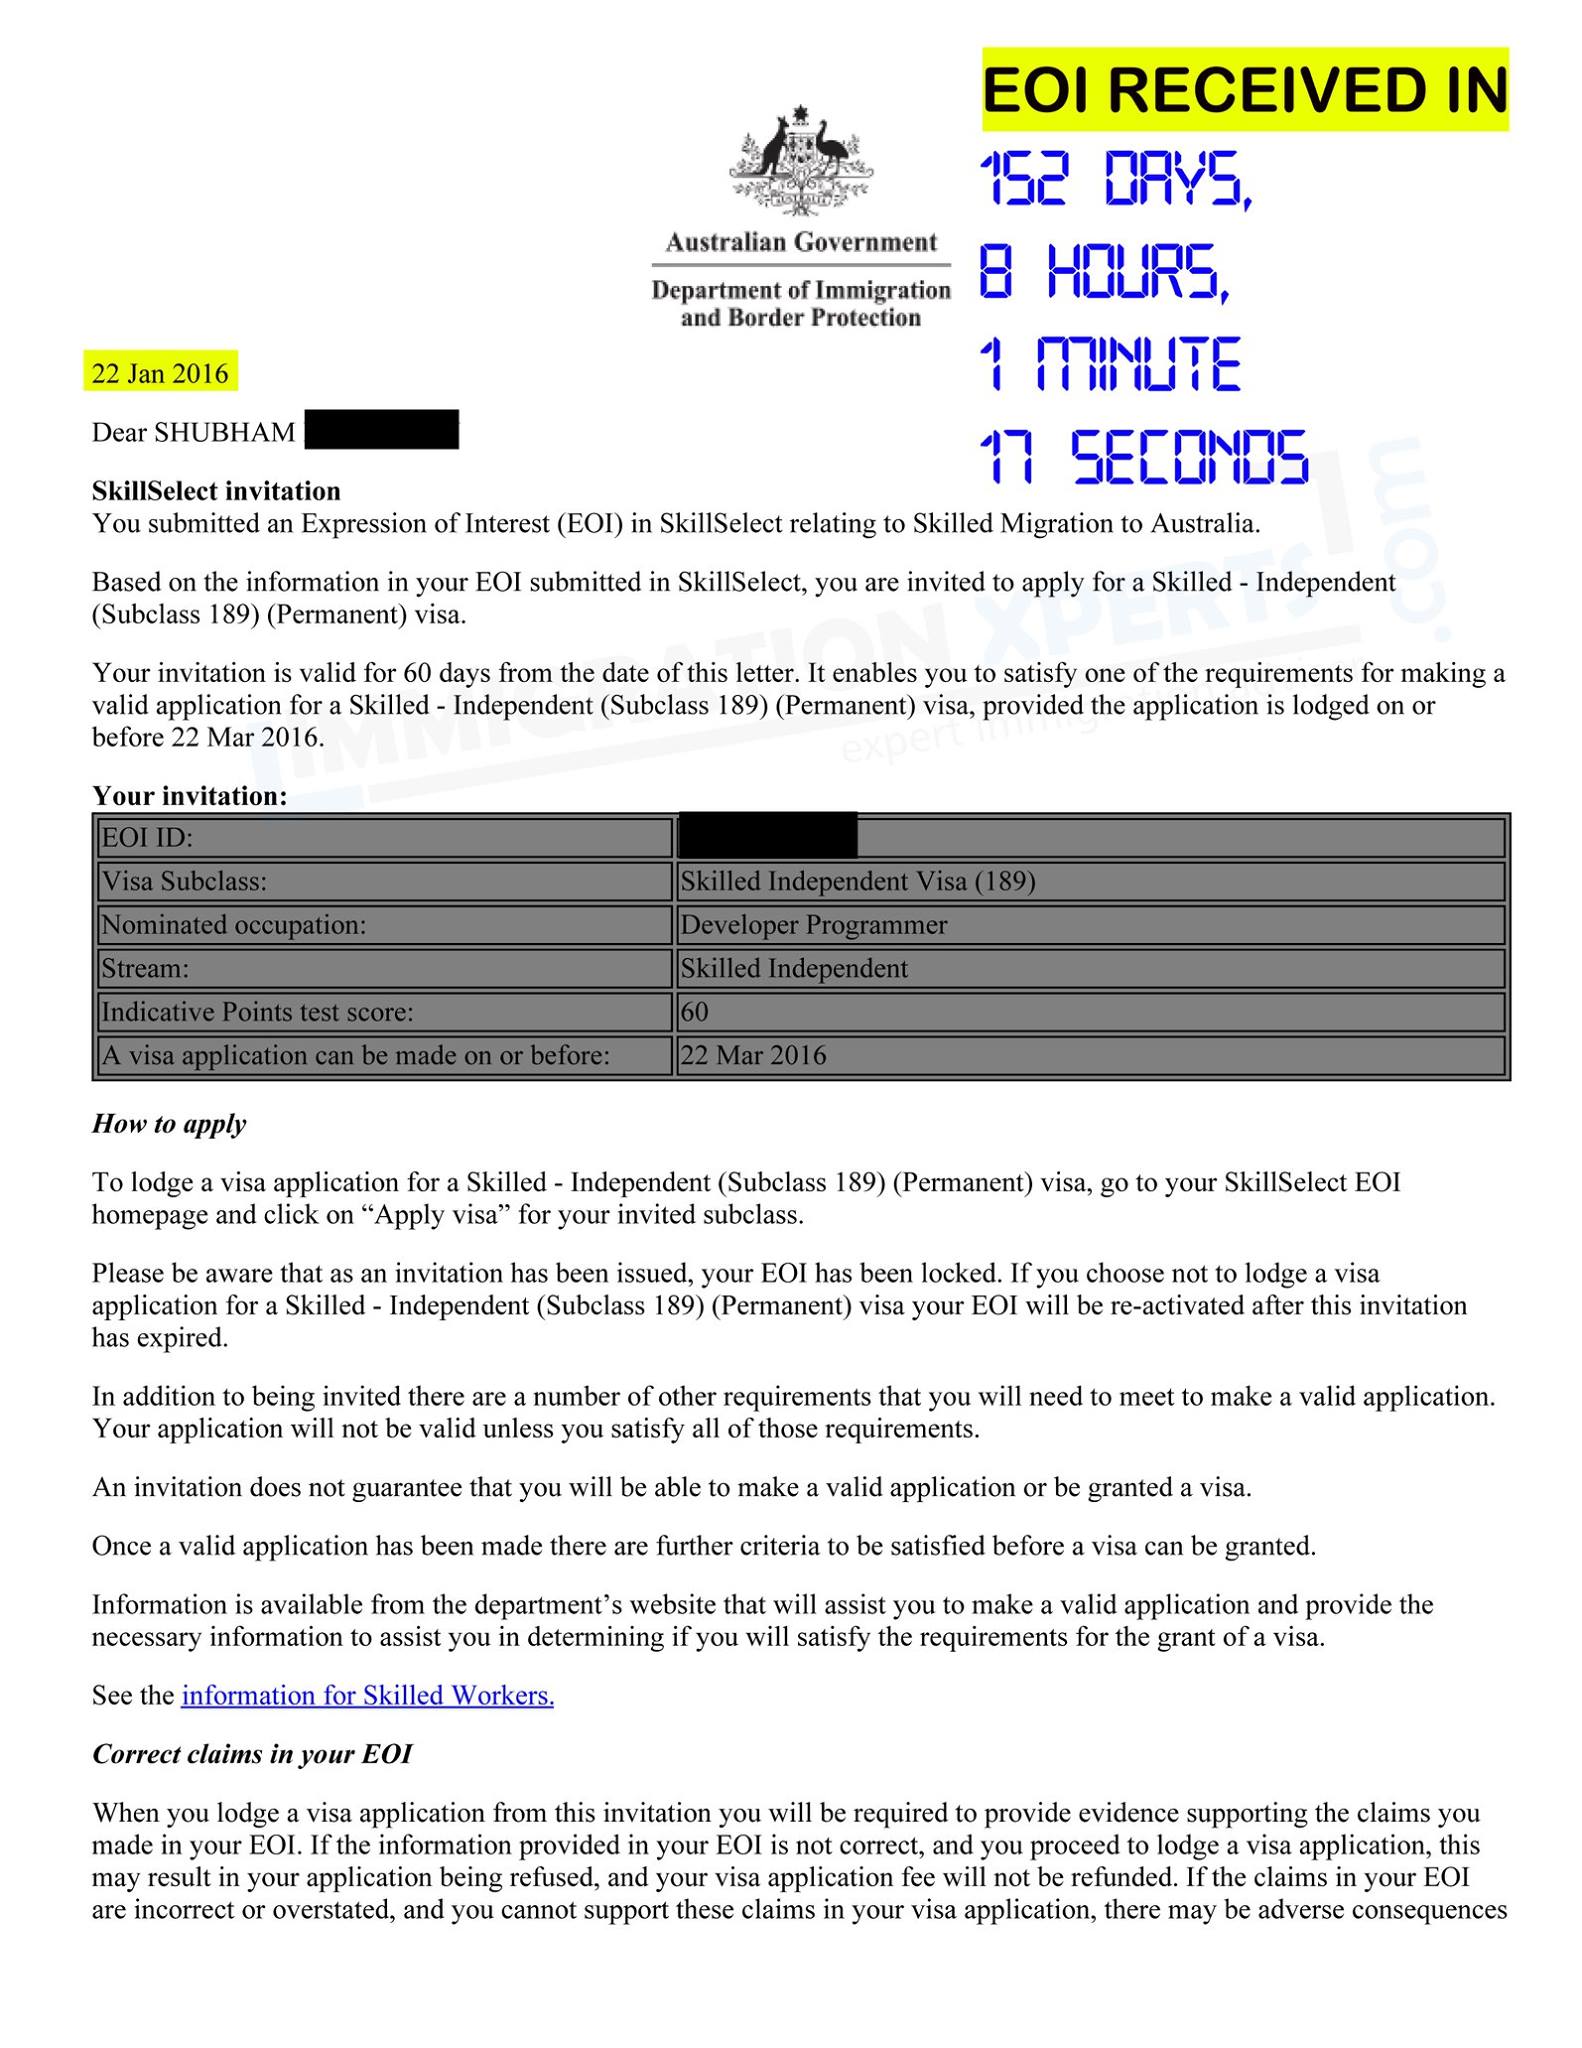 EOI RECEIVED IN
152 DAYS,
8 HOURS,
1 MINUTE
17 SECONDS
Australian Government
Department of Immigration
and Border Protection
22 Jan 2016
Dear SHUBHAM
SkillSelect invitation
You submitted an Expression of Interest (EOI) in SkillSelect relating to Skilled Migration to Australia.
Based on the information in your EOI submitted in SkillSelect, you are invited to apply for a Skilled - Independent
(Subclass 189) (Permanent) visa.
Your invitation is valid for 60 days from the date of this letter. It enables you to satisfy one of the requirements for making a
valid application for a Skilled - Independent (Subclass 189) (Permanent) visa, provided the application is lodged on or
before 22 Mar 2016.
IMMIGRATION XPERTS .com
expert immigration
Your invitation:
EOI ID:
Visa Subclass: Skilled Independent Visa (189)
Nominated occupation: Developer Programmer
Stream: Skilled Independent
Indicative Points test score: 60
A visa application can be made on or before: 22 Mar 2016
How to apply
To lodge a visa application for a Skilled - Independent (Subclass 189) (Permanent) visa, go to your SkillSelect EOI
homepage and click on “Apply visa” for your invited subclass.
Please be aware that as an invitation has been issued, your EOI has been locked. If you choose not to lodge a visa
application for a Skilled - Independent (Subclass 189) (Permanent) visa your EOI will be re-activated after this invitation
has expired.
In addition to being invited there are a number of other requirements that you will need to meet to make a valid application.
Your application will not be valid unless you satisfy all of those requirements.
An invitation does not guarantee that you will be able to make a valid application or be granted a visa.
Once a valid application has been made there are further criteria to be satisfied before a visa can be granted.
Information is available from the department’s website that will assist you to make a valid application and provide the
necessary information to assist you in determining if you will satisfy the requirements for the grant of a visa.
See the information for Skilled Workers.
Correct claims in your EOI
When you lodge a visa application from this invitation you will be required to provide evidence supporting the claims you
made in your EOI. If the information provided in your EOI is not correct, and you proceed to lodge a visa application, this
may result in your application being refused, and your visa application fee will not be refunded. If the claims in your EOI
are incorrect or overstated, and you cannot support these claims in your visa application, there may be adverse consequences